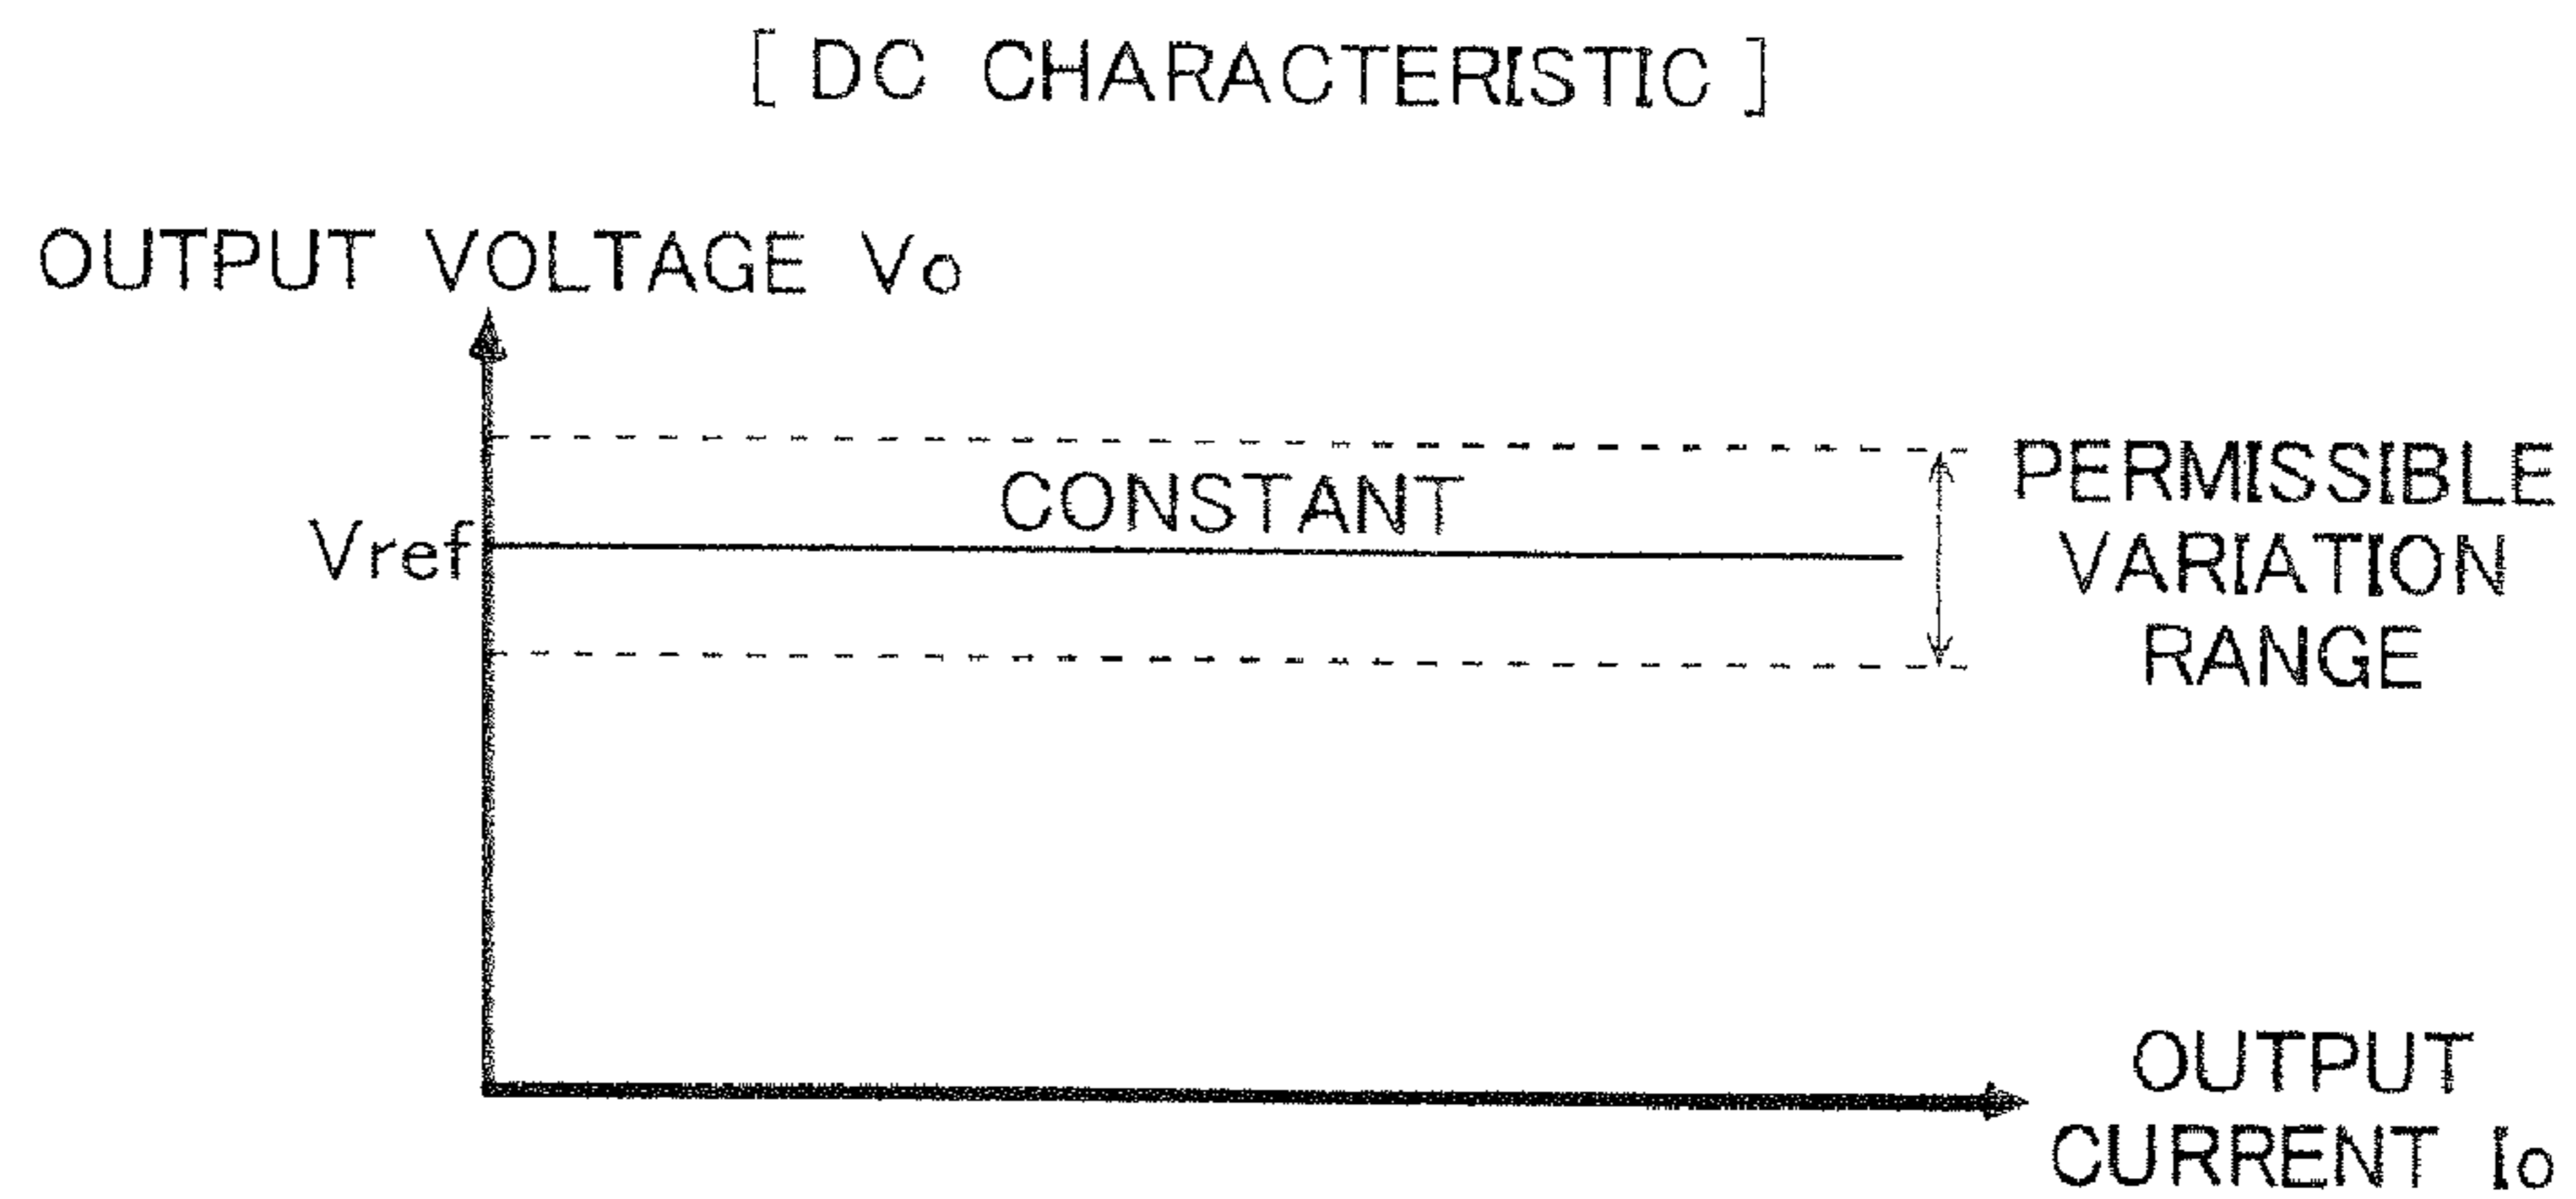 [ DC CHARACTERISTIC ]
OUTPUT VOLTAGE Vo
CONSTANT
Vref
PERMISSIBLE
VARIATION
RANGE
OUTPUT
CURRENT Io